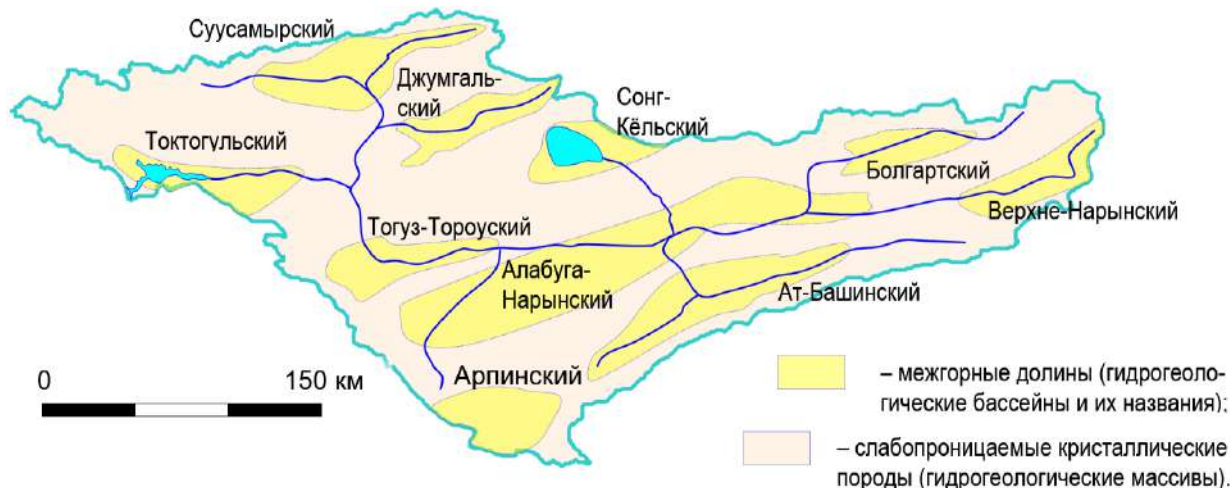 Суусамырский
Джумгаль-
ский
Сонг-
Кёльский
Токтогульский
Болгартский
Верхне-Нарынский
Тогуз-Тороуский
Алабуга-
Нарынский
Ат-Башинский
Арпинский
0 150 км
– межгорные долины (гидрогеоло-
гические бассейны и их названия);
– слабопроницаемые кристаллические
породы (гидрогеологические массивы).